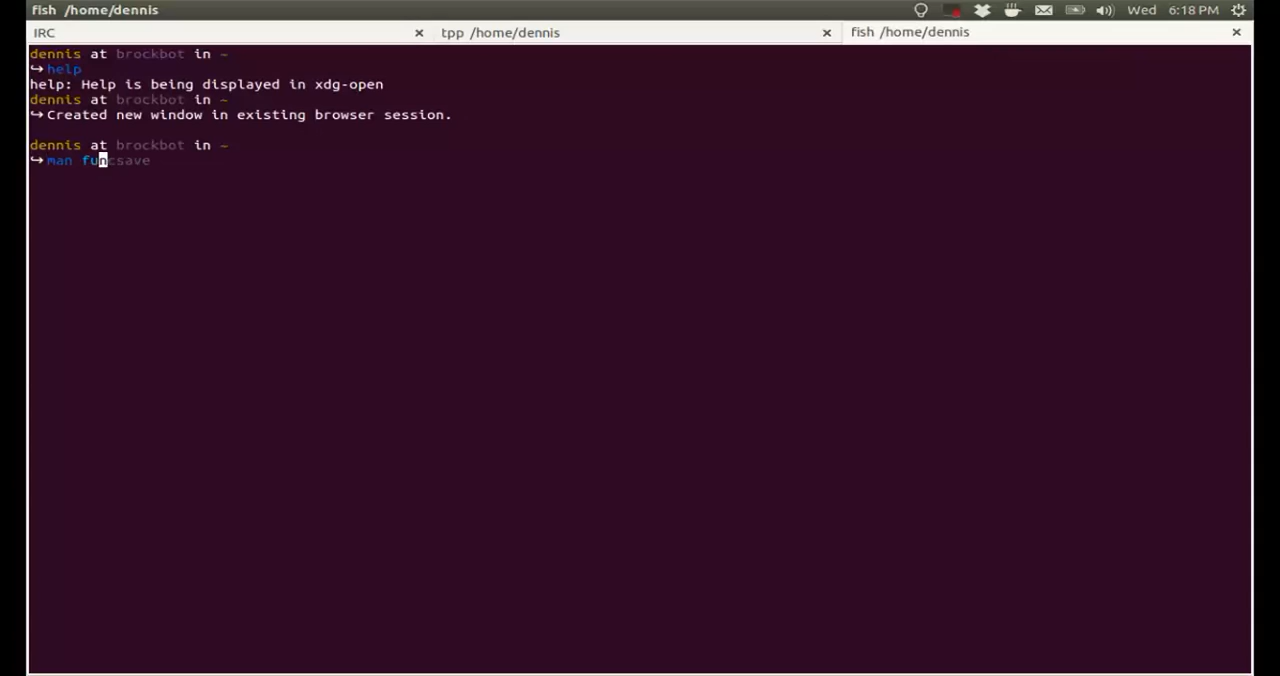 fish /home/dennis
Wed 6:18 PM
IRC × tpp /home/dennis × fish /home/dennis ×
dennis at brockbot in ~
↪help
help: Help is being displayed in xdg-open
dennis at brockbot in ~
↪Created new window in existing browser session.
dennis at brockbot in ~
↪man funcsave